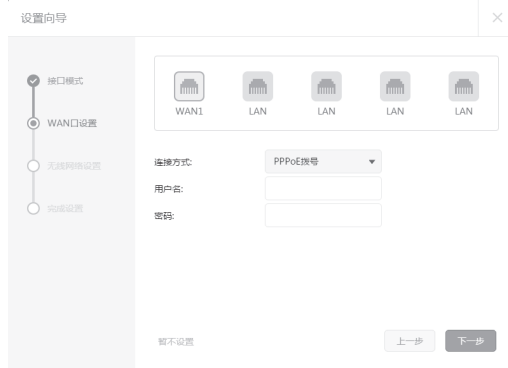 设置向导
接口模式
WAN口设置
无线网络设置
完成设置
WAN1 LAN LAN LAN LAN
连接方式: PPPoE拨号
用户名:
密码:
暂不设置 上一步 下一步